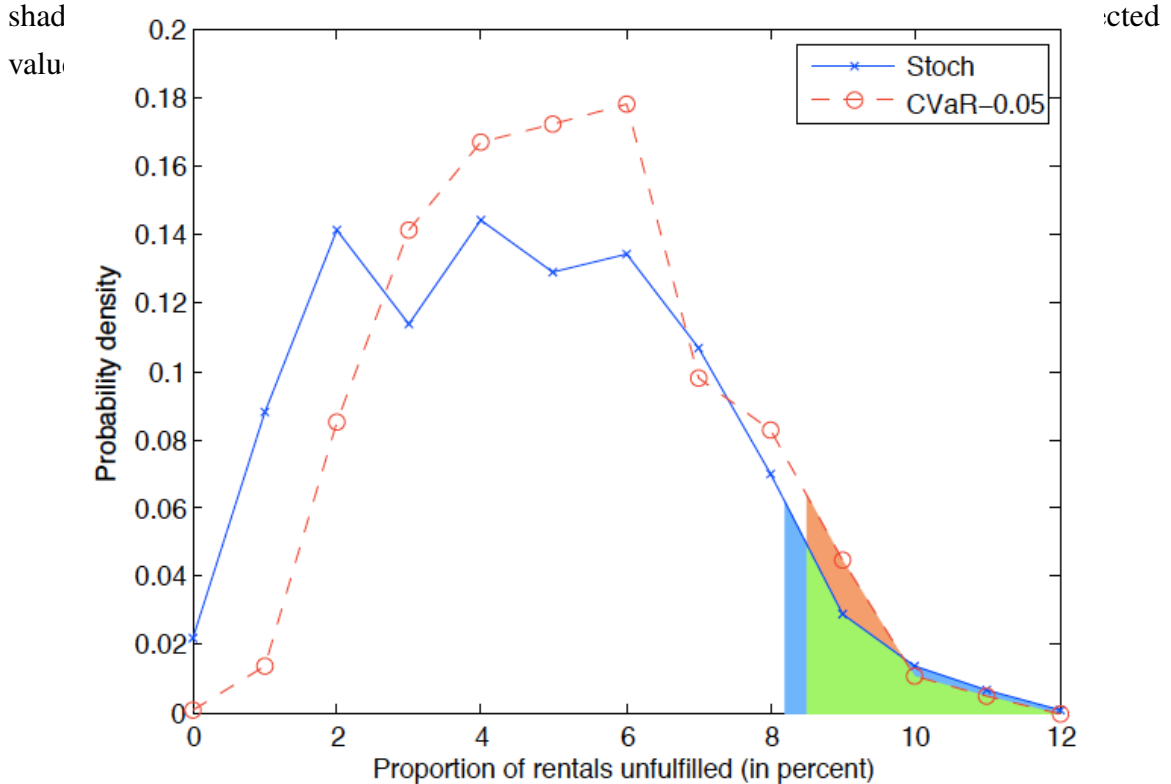 0.2
Stoch
CVaR-0.05
0.18
0.16
0.14
0.12
0.1
0.08
0.06
0.04
0.02
0
Probability density
0 2 4 6 8 10 12
Proportion of rentals unfulfilled (in percent)